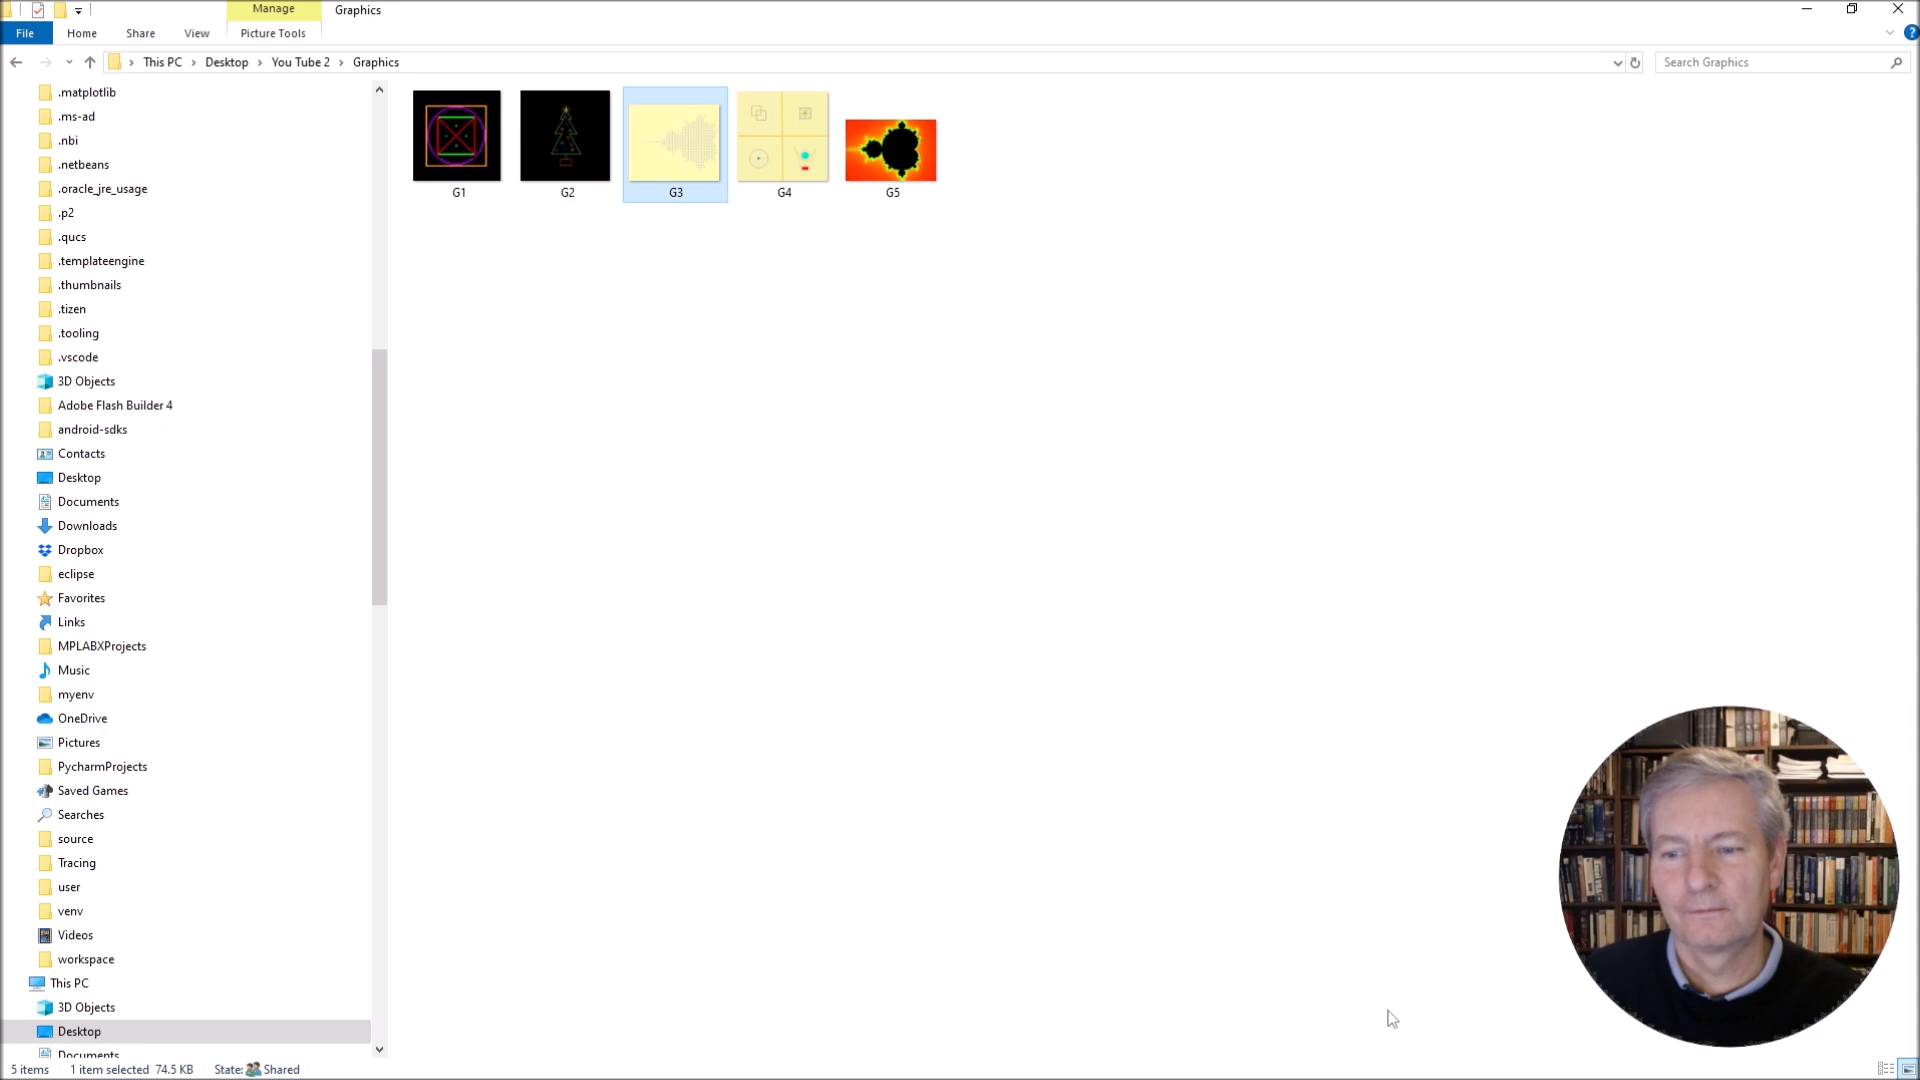 Manage
Graphics
File
Home
Share
View
Picture Tools
This PC
Desktop
You Tube 2
Graphics
Search Graphics
.matplotlib
.ms-ad
.nbi
.netbeans
.oracle_jre_usage
.p2
.qucs
.templateengine
.thumbnails
.tizen
.tooling
.vscode
3D Objects
Adobe Flash Builder 4
android-sdks
Contacts
Desktop
Documents
Downloads
Dropbox
eclipse
Favorites
Links
MPLABXProjects
Music
myenv
OneDrive
Pictures
PycharmProjects
Saved Games
Searches
source
Tracing
user
venv
Videos
workspace
This PC
3D Objects
Desktop
Documents
G1
G2
G3
G4
G5
5 items
1 item selected 74.5 KB
State: Shared